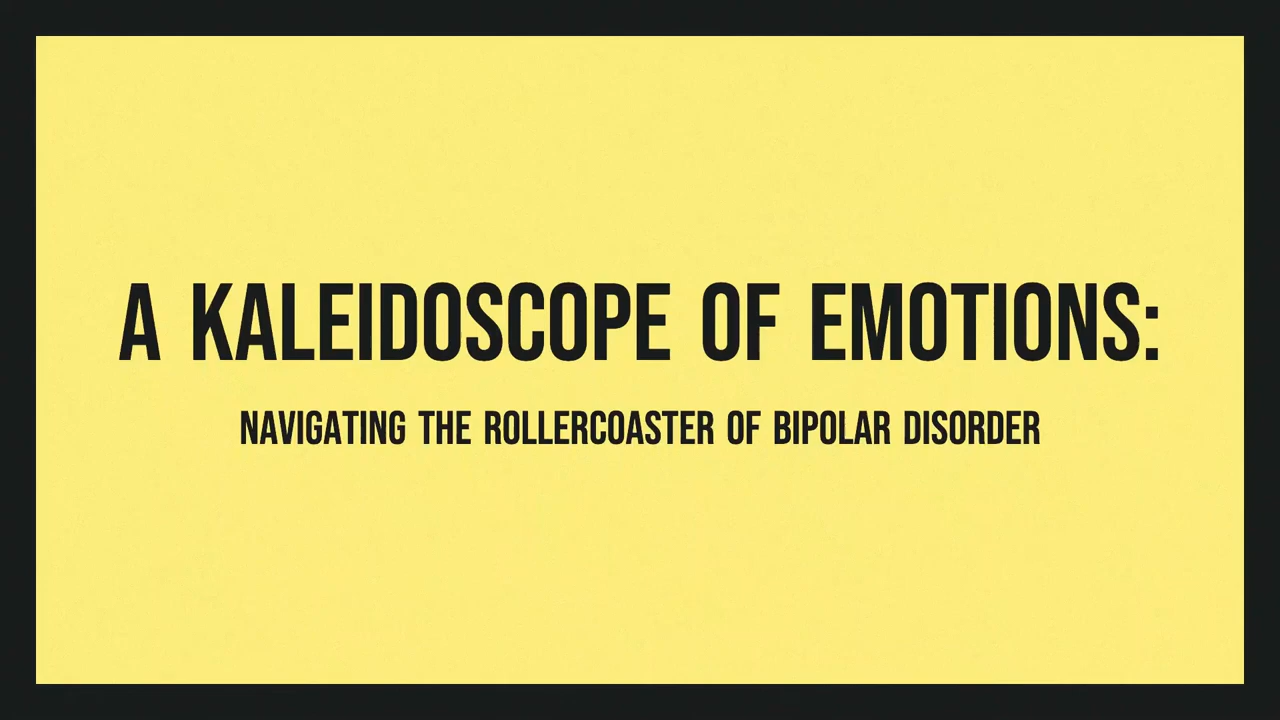 A KALEIDOSCOPE OF EMOTIONS:
NAVIGATING THE ROLLERCOASTER OF BIPOLAR DISORDER